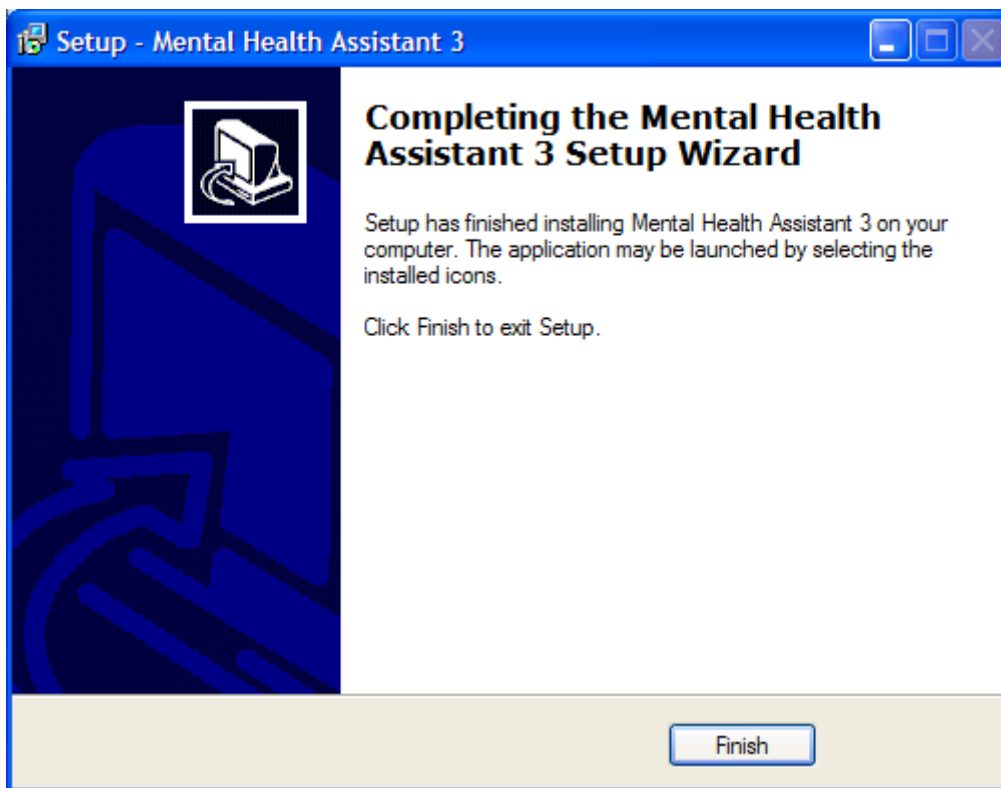 Setup - Mental Health Assistant 3
Completing the Mental Health
Assistant 3 Setup Wizard
Setup has finished installing Mental Health Assistant 3 on your
computer. The application may be launched by selecting the
installed icons.
Click Finish to exit Setup.
Finish